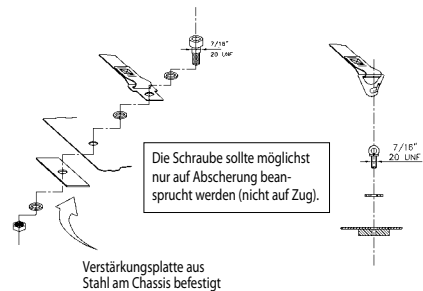 7/16"
20 UNF
Die Schraube sollte möglichst
nur auf Abscherung bean-
sprucht werden (nicht auf Zug).
7/16"
20 UNF
Verstärkungsplatte aus
Stahl am Chassis befestigt